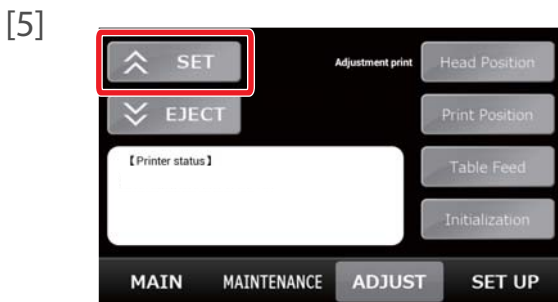 [5]
SET
Adjustment print
Head Position
EJECT
Print Position
【Printer status】
Table Feed
Initialization
MAIN MAINTENANCE ADJUST SET UP